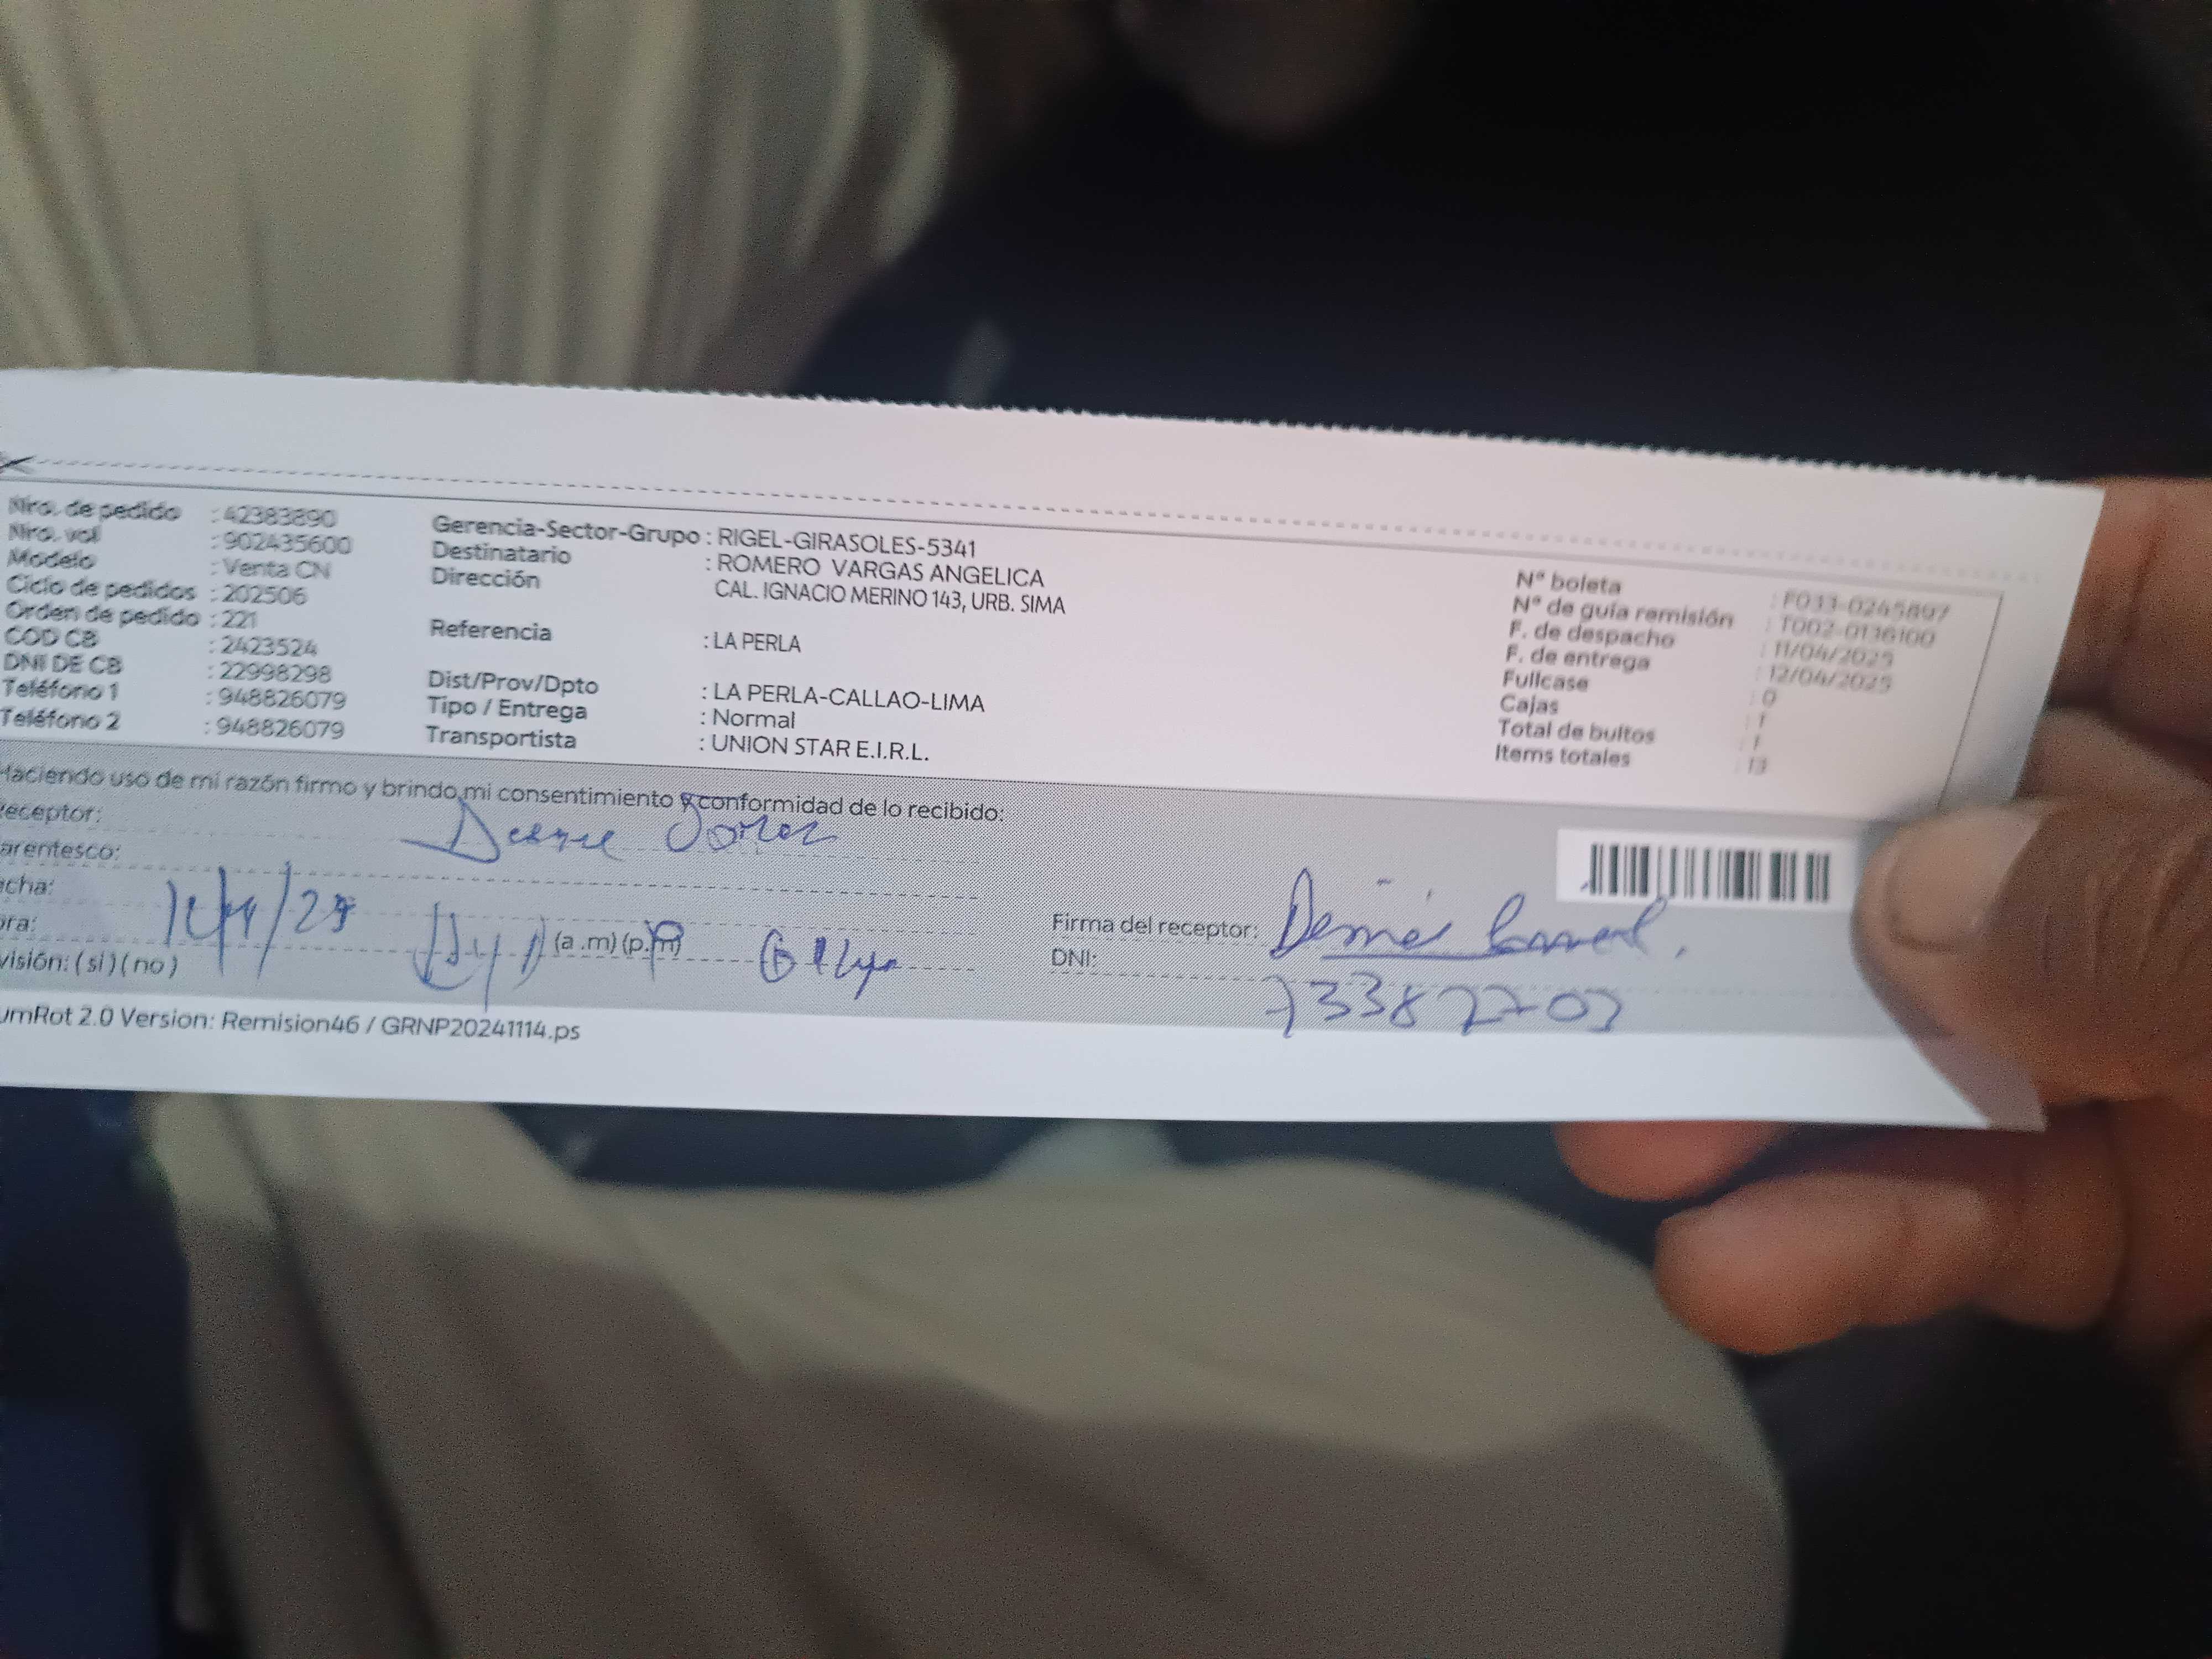 Nro. de pedido : 42383890
Nro. vol : 902435600
Modelo : Venta CN
Ciclo de pedidos : 202506
Orden de pedido : 221
COD CB : 2423524
DNI DE CB : 22998298
Teléfono 1 : 948826079
Teléfono 2 : 948826079
Gerencia-Sector-Grupo : RIGEL-GIRASOLES-5341
Destinatario : ROMERO VARGAS ANGELICA
Dirección CAL. IGNACIO MERINO 143, URB. SIMA
Referencia : LA PERLA
Dist/Prov/Dpto : LA PERLA-CALLAO-LIMA
Tipo / Entrega : Normal
Transportista : UNION STAR E.I.R.L.
N° boleta : F033-0245897
N° de guía remisión : T002-0136100
F. de despacho : 11/04/2025
F. de entrega : 12/04/2025
Fullcase : 0
Cajas : 1
Total de bultos : 1
Items totales : 13
Haciendo uso de mi razón firmo y brindo mi consentimiento y conformidad de lo recibido:
eceptor:
arentesco:
cha:
ora: (a .m) (p.m)
visión: ( si ) ( no )
Firma del receptor:
DNI: 73382703
umRot 2.0 Version: Remision46 / GRNP20241114.ps